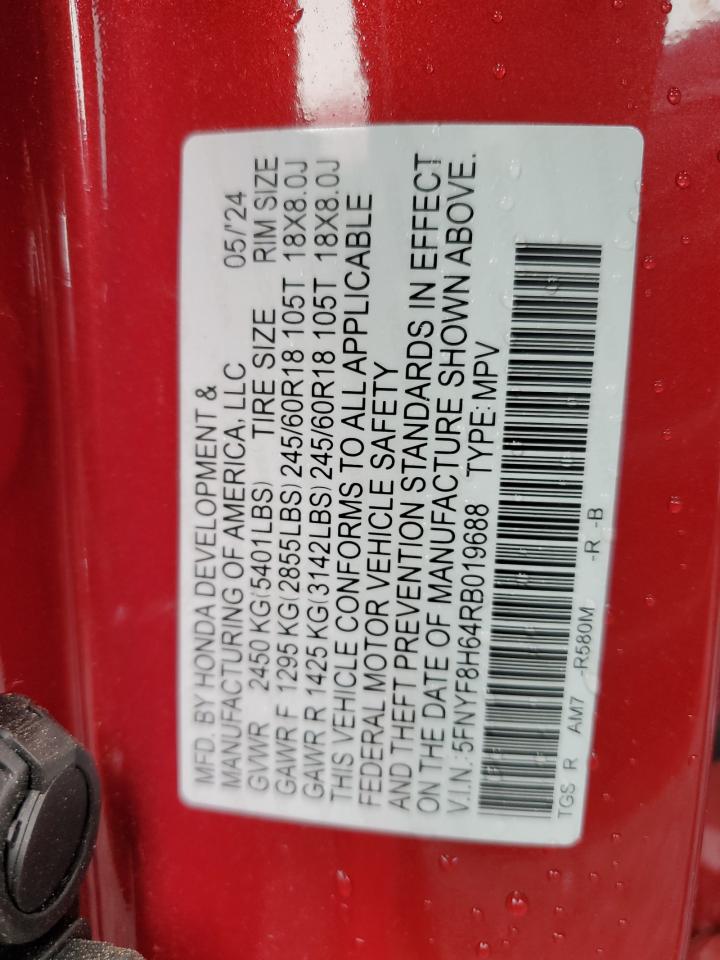 MFD. BY HONDA DEVELOPMENT &
MANUFACTURING OF AMERICA, LLC 05/'24
GVWR 2450 KG(5401LBS) TIRE SIZE RIM SIZE
GAWR F 1295 KG(2855LBS) 245/60R18 105T 18X8.0J
GAWR R 1425 KG(3142LBS) 245/60R18 105T 18X8.0J
THIS VEHICLE CONFORMS TO ALL APPLICABLE
FEDERAL MOTOR VEHICLE SAFETY
AND THEFT PREVENTION STANDARDS IN EFFECT
ON THE DATE OF MANUFACTURE SHOWN ABOVE.
V.I.N.:5FNYF8H64RB019688 TYPE:MPV
TGS R AM7 -R580M -R -B